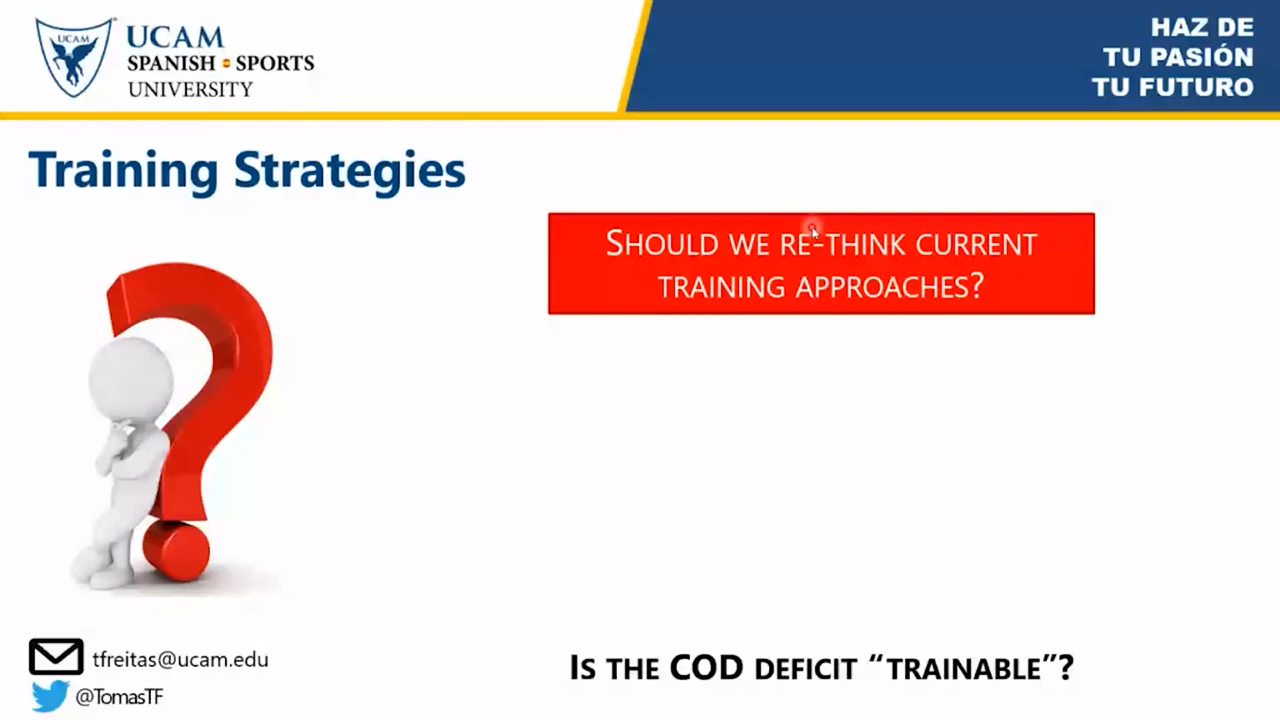 UCAM
UCAM
SPANISH SPORTS
UNIVERSITY
HAZ DE
TU PASIÓN
TU FUTURO
Training Strategies
SHOULD WE RE-THINK CURRENT
TRAINING APPROACHES?
tfreitas@ucam.edu
@TomasTF
IS THE COD DEFICIT “TRAINABLE”?